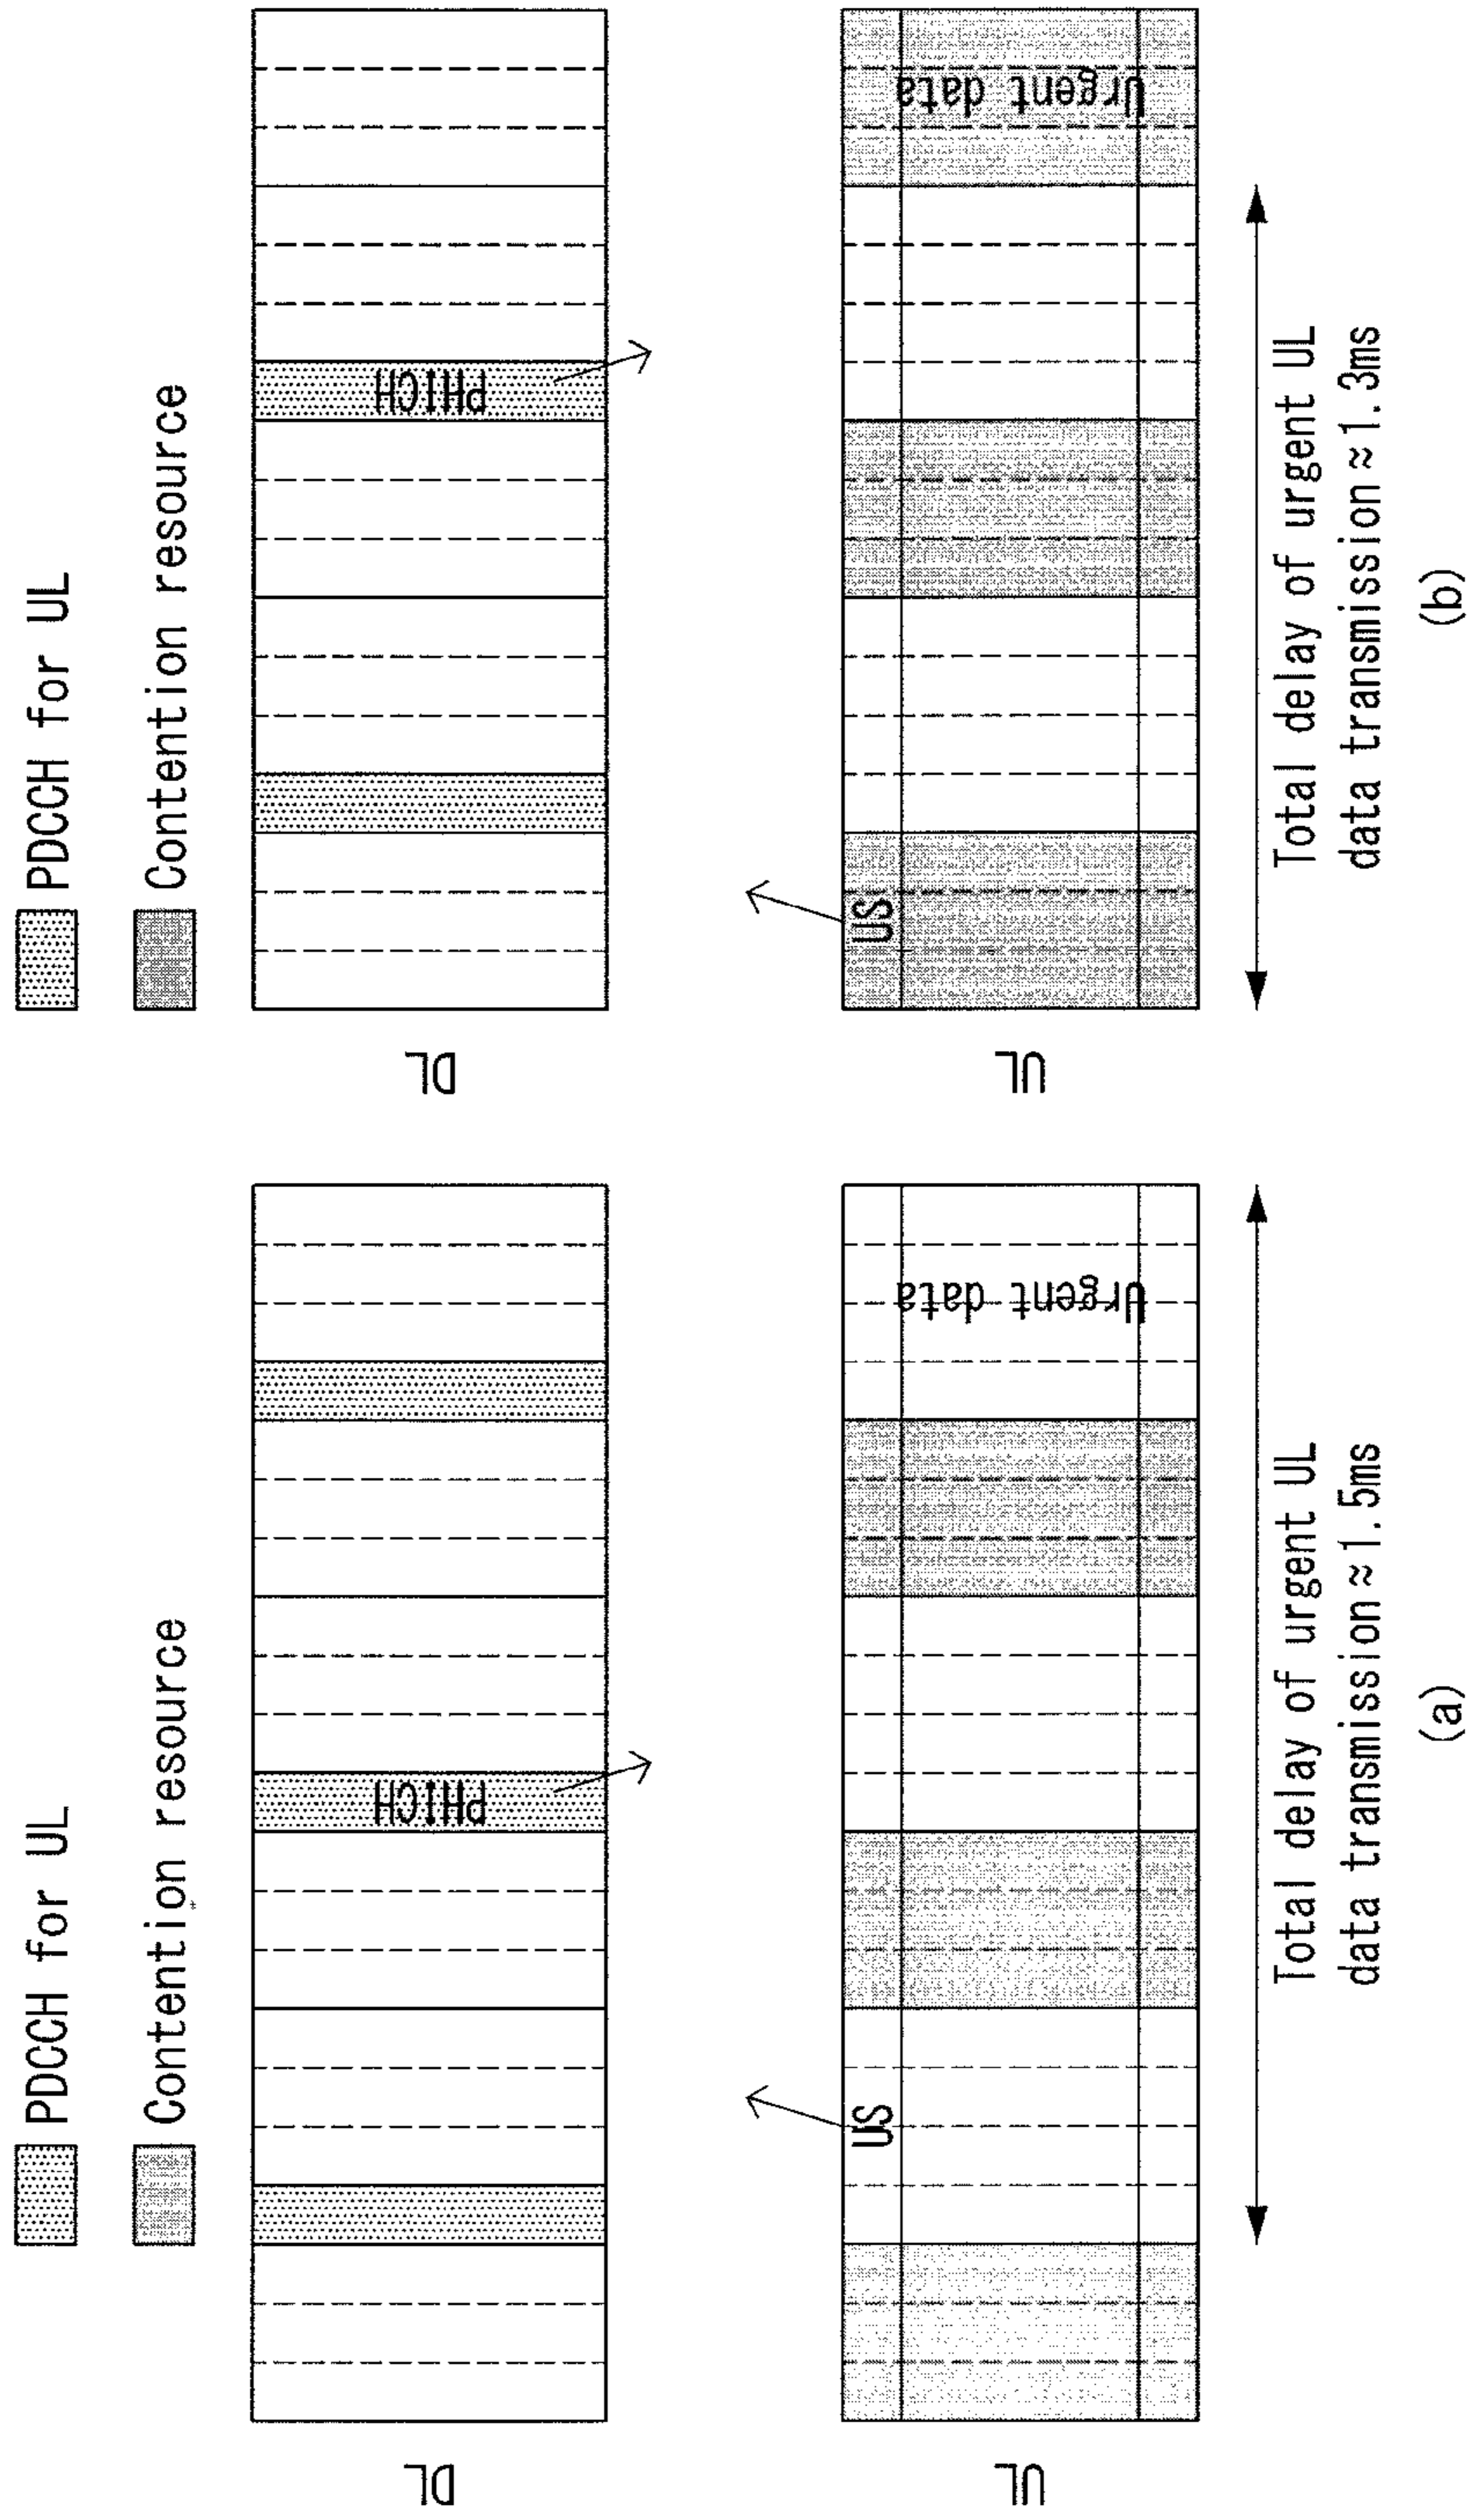 PDCCH for UL
Contention resource
DL
PHICH
UL
US
Urgent data
Total delay of urgent UL
data transmission ≈ 1.5ms
(a)
PDCCH for UL
Contention resource
DL
PHICH
UL
US
Urgent data
Total delay of urgent UL
data transmission ≈ 1.3ms
(b)